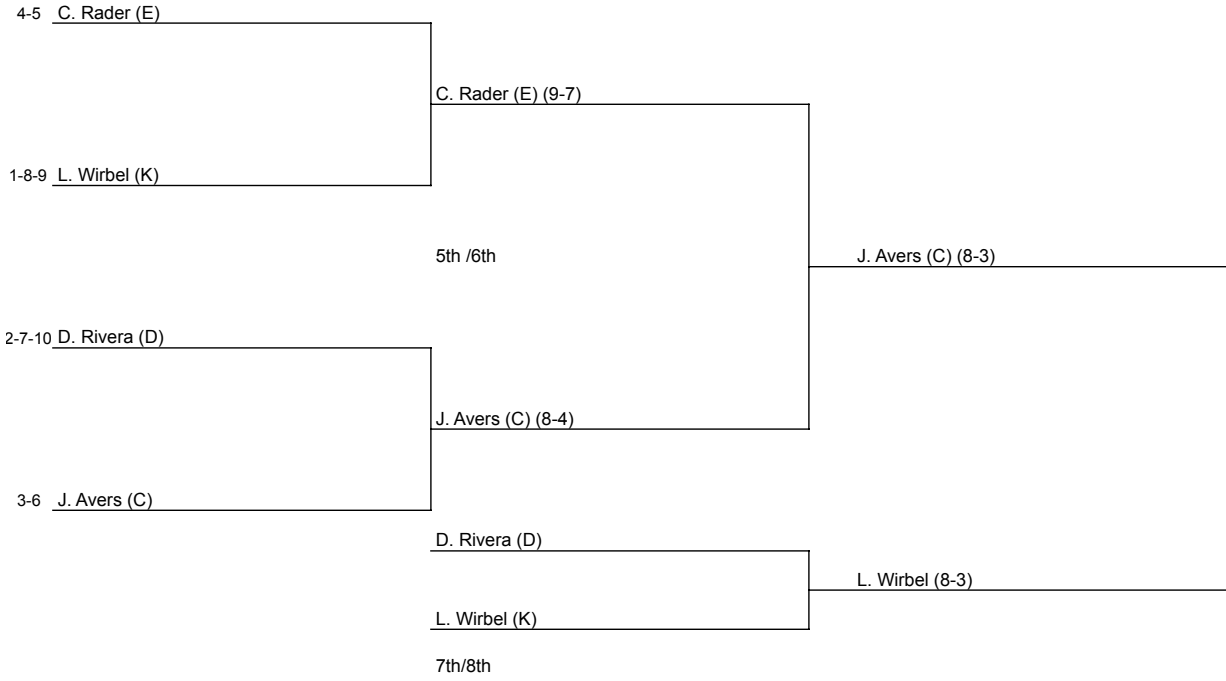 4-5 C. Rader (E)
C. Rader (E) (9-7)
1-8-9 L. Wirbel (K)
5th /6th
J. Avers (C) (8-3)
2-7-10 D. Rivera (D)
J. Avers (C) (8-4)
3-6 J. Avers (C)
D. Rivera (D)
L. Wirbel (8-3)
L. Wirbel (K)
7th/8th